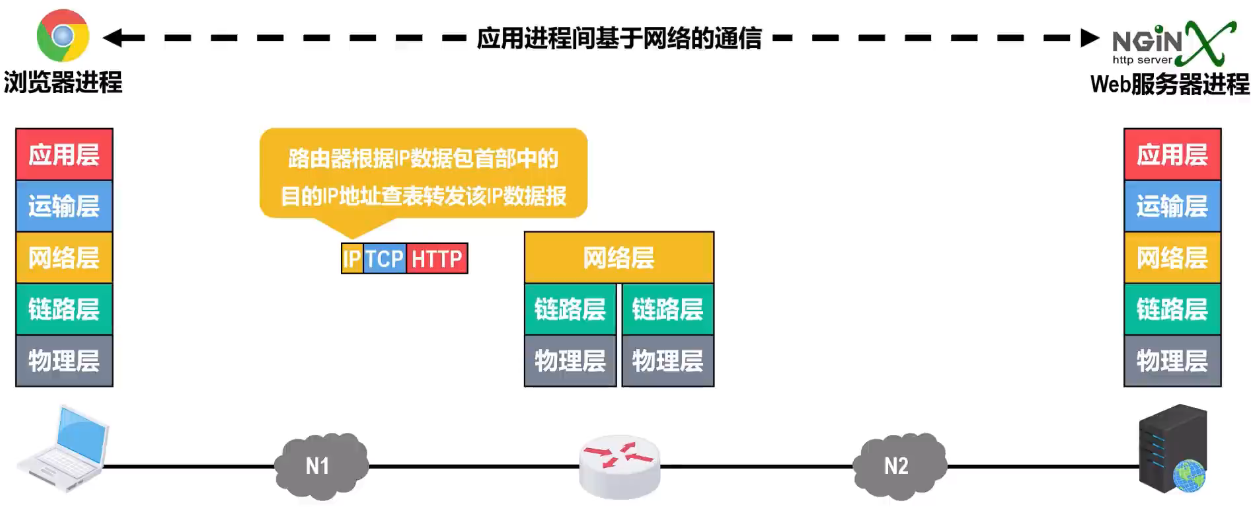 应用进程间基于网络的通信
NGiNX
http server
浏览器进程
Web服务器进程
应用层
运输层
网络层
链路层
物理层
路由器根据IP数据包首部中的
目的IP地址查表转发该IP数据报
IP TCP HTTP
网络层
链路层 链路层
物理层 物理层
应用层
运输层
网络层
链路层
物理层
N1
N2